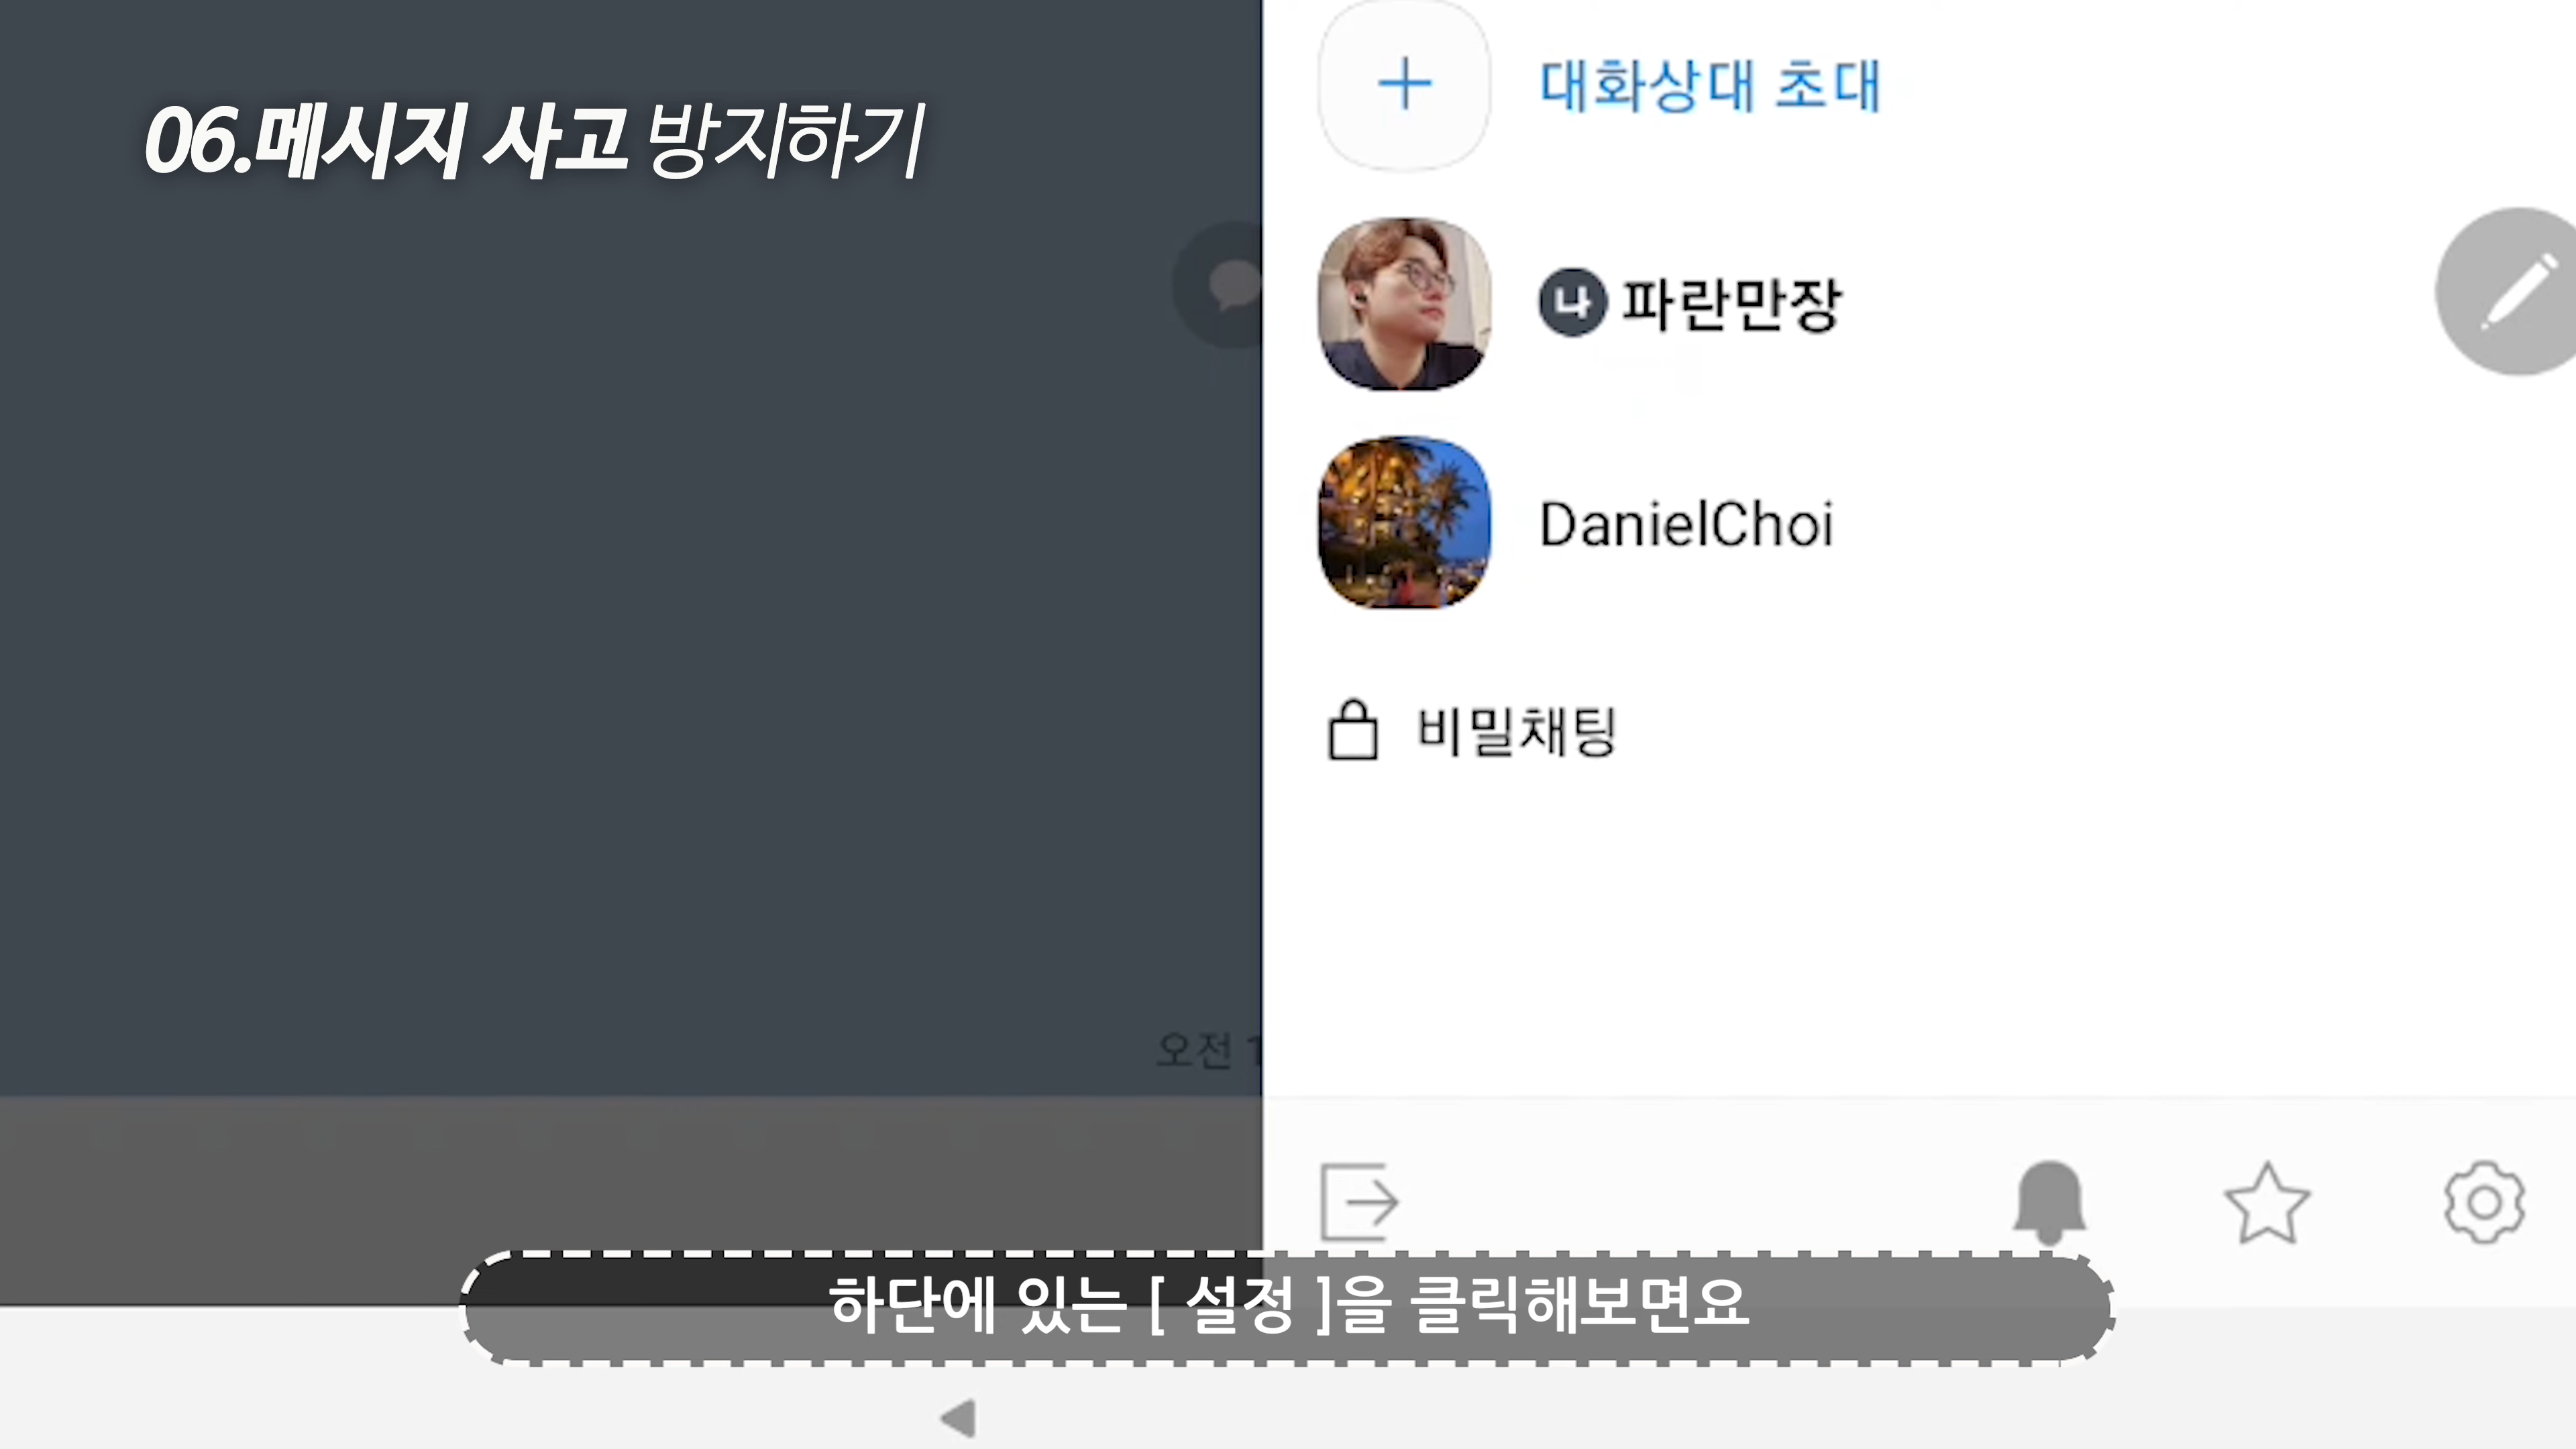 06.메시지 사고 방지하기
대화상대 초대
나 파란만장
DanielChoi
비밀채팅
오전 1
하단에 있는 [ 설정 ]을 클릭해보면요